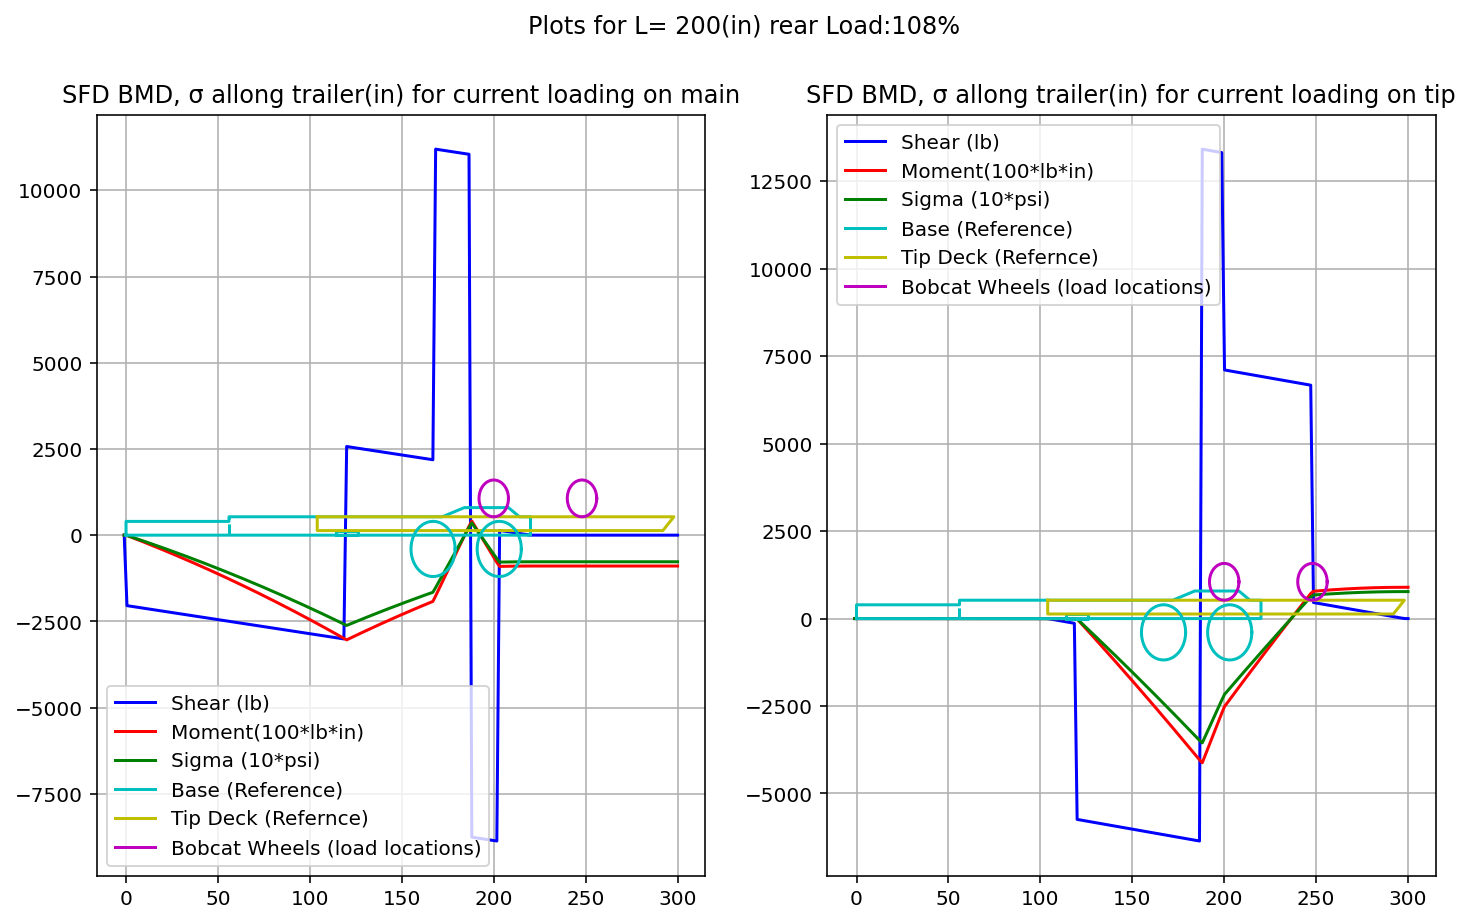 Plots for L= 200(in) rear Load:108%
SFD BMD, σ allong trailer(in) for current loading on main
10000
7500
5000
2500
0
−2500
−5000
−7500
Shear (lb)
Moment(100*lb*in)
Sigma (10*psi)
Base (Reference)
Tip Deck (Refernce)
Bobcat Wheels (load locations)
0 50 100 150 200 250 300
SFD BMD, σ allong trailer(in) for current loading on tip
Shear (lb)
Moment(100*lb*in)
Sigma (10*psi)
Base (Reference)
Tip Deck (Refernce)
Bobcat Wheels (load locations)
12500
10000
7500
5000
2500
0
−2500
−5000
0 50 100 150 200 250 300